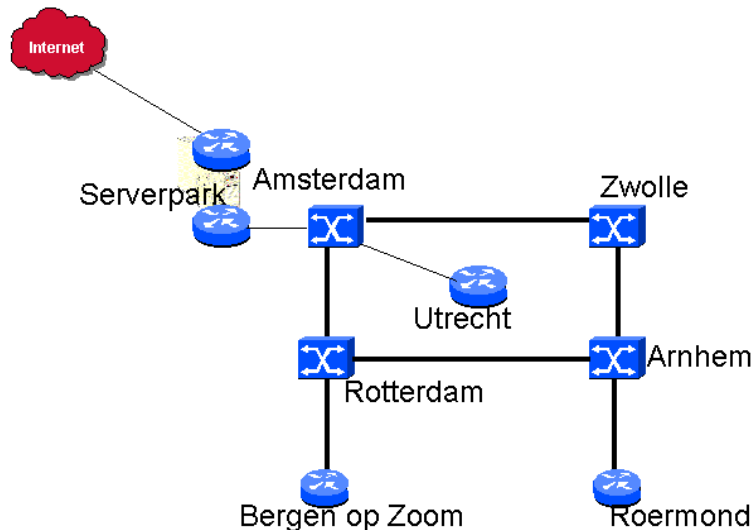 Internet
Amsterdam
Zwolle
Serverpark
Utrecht
Arnhem
Rotterdam
Bergen op Zoom
Roermond